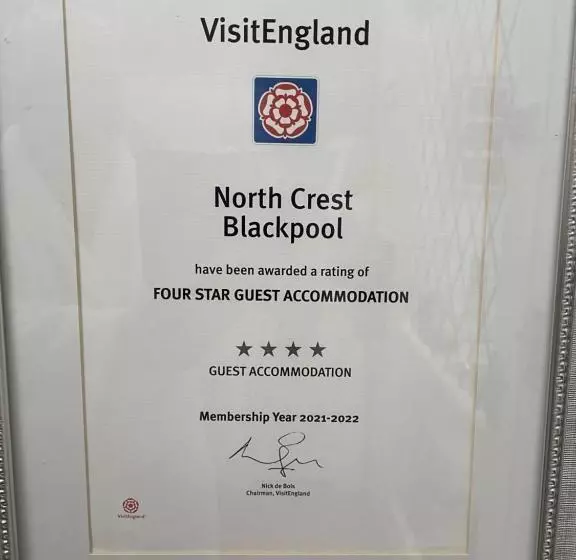 VisitEngland
North Crest
Blackpool
have been awarded a rating of
FOUR STAR GUEST ACCOMMODATION
★ ★ ★ ★
GUEST ACCOMMODATION
Membership Year 2021-2022
Nick de Bois
Chairman, VisitEngland
VisitEngland